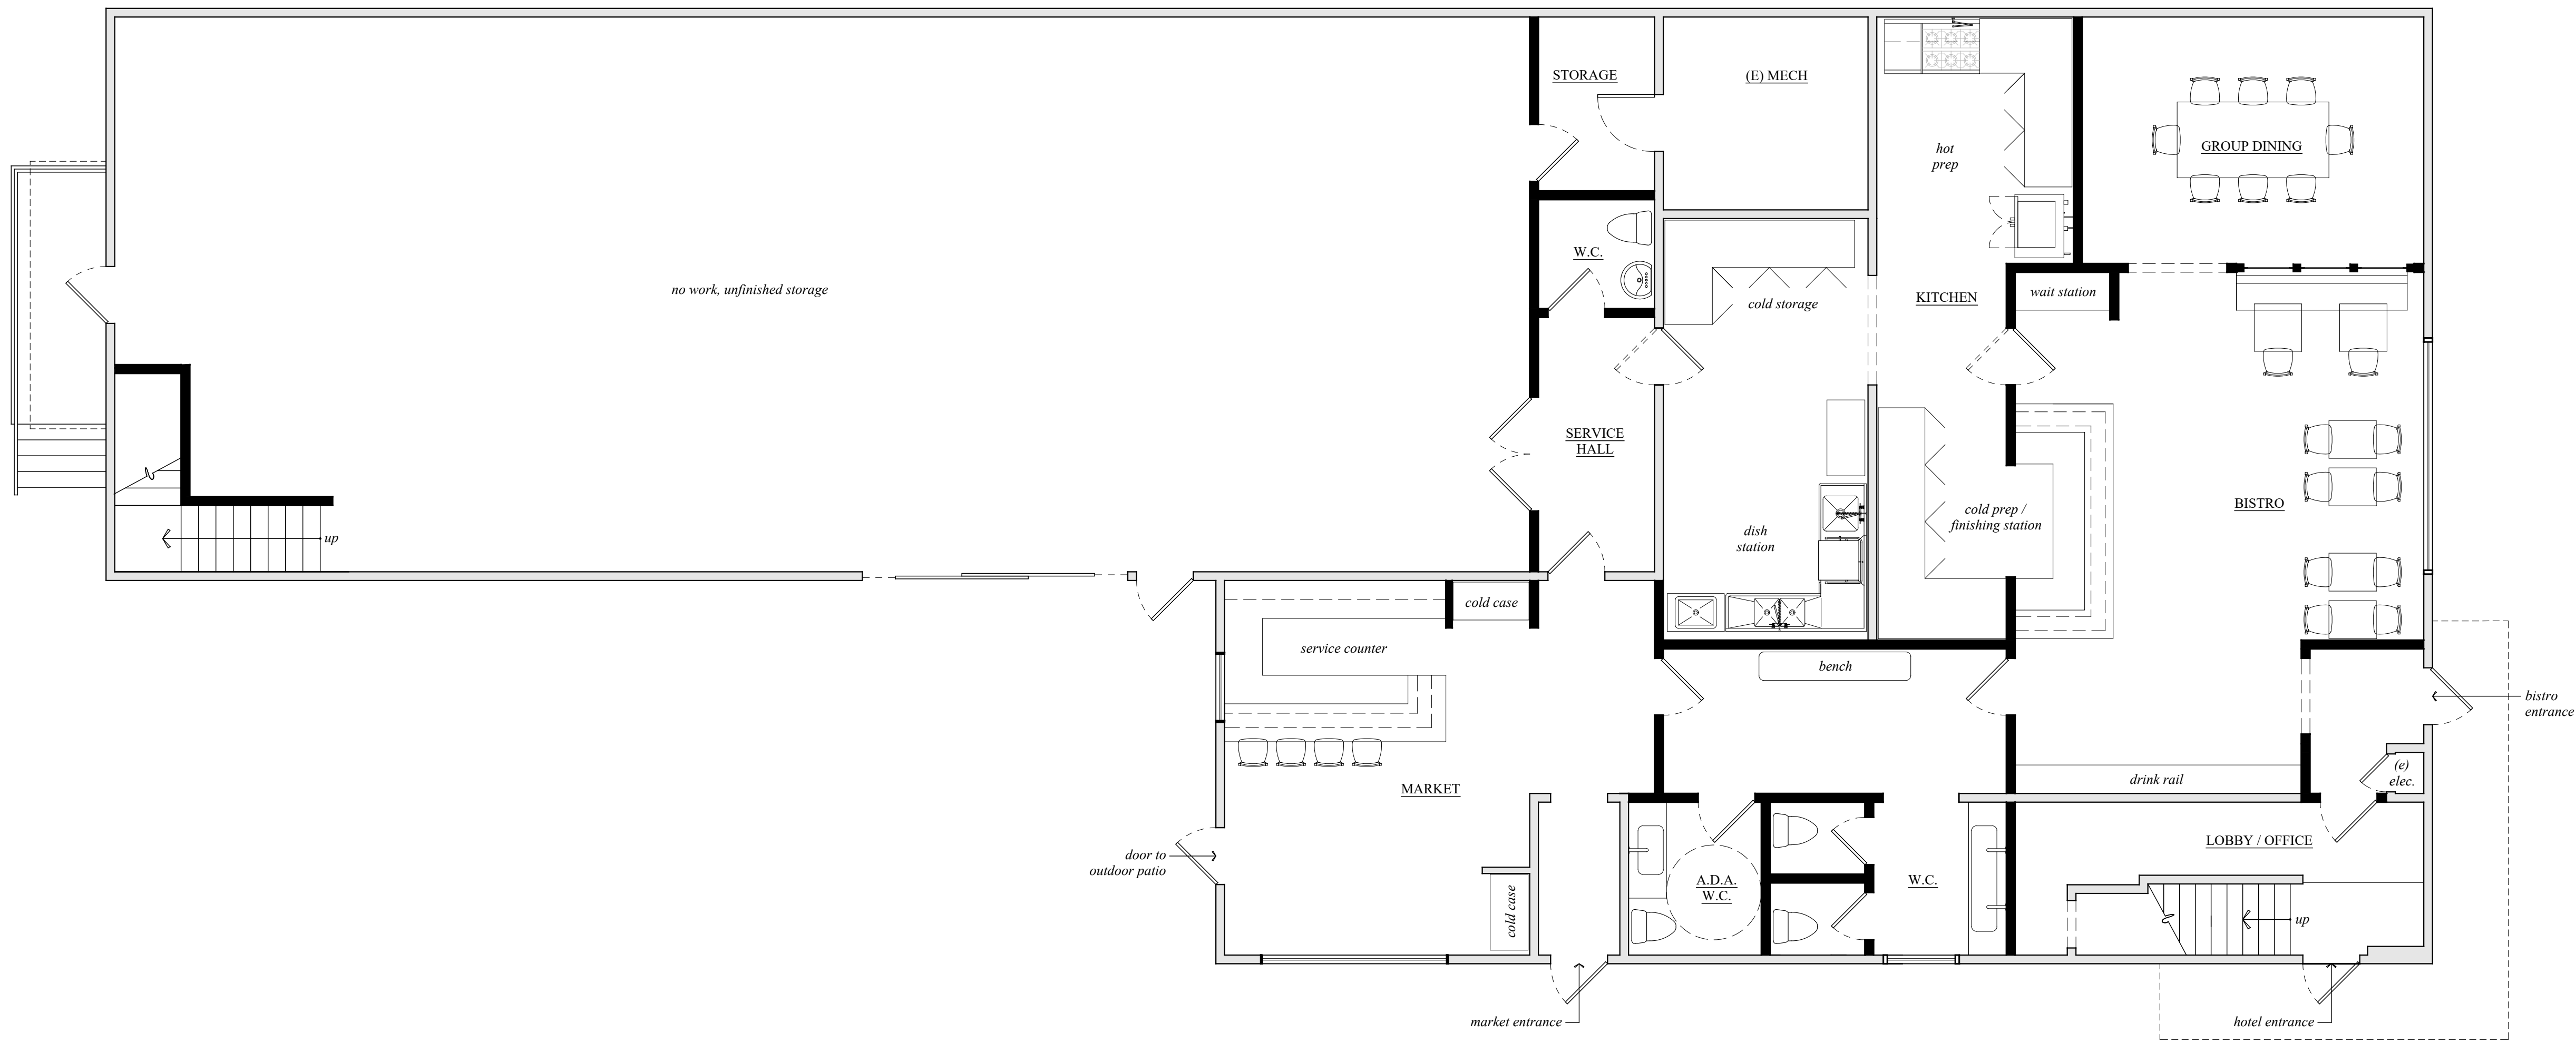 STORAGE
(E) MECH
hot
prep
GROUP DINING
W.C.
no work, unfinished storage
cold storage
KITCHEN
wait station
SERVICE
HALL
BISTRO
cold prep /
finishing station
up
dish
station
cold case
service counter
bench
bistro
entrance
MARKET
drink rail
(e)
elec.
door to
outdoor patio
LOBBY / OFFICE
A.D.A.
W.C.
W.C.
cold case
up
market entrance
hotel entrance